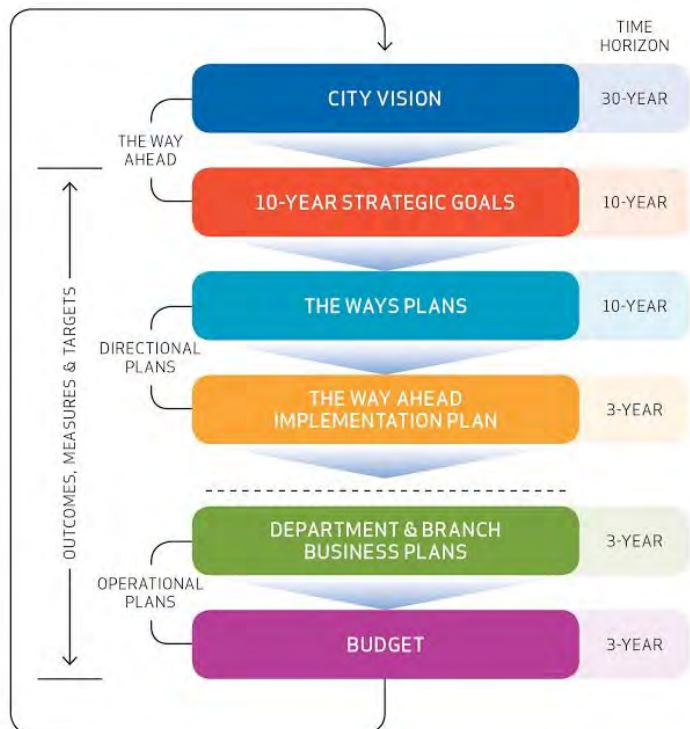 TIME
HORIZON
CITY VISION
30-YEAR
THE WAY
AHEAD
10-YEAR STRATEGIC GOALS
10-YEAR
THE WAYS PLANS
10-YEAR
DIRECTIONAL
PLANS
THE WAY AHEAD
IMPLEMENTATION PLAN
3-YEAR
OUTCOMES, MEASURES & TARGETS
DEPARTMENT & BRANCH
BUSINESS PLANS
3-YEAR
OPERATIONAL
PLANS
BUDGET
3-YEAR